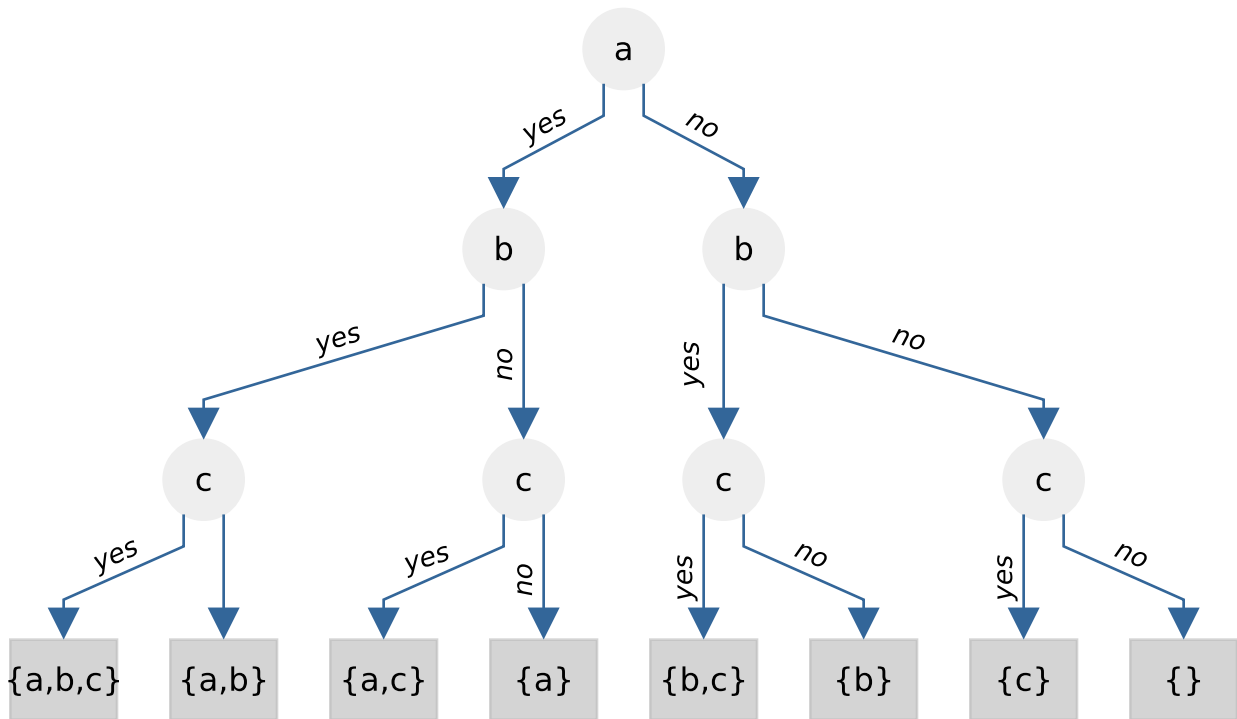 a
yes
no
b
b
yes
no
yes
no
c
c
c
c
yes
yes
no
yes
no
yes
no
{a,b,c}
{a,b}
{a,c}
{a}
{b,c}
{b}
{c}
{}